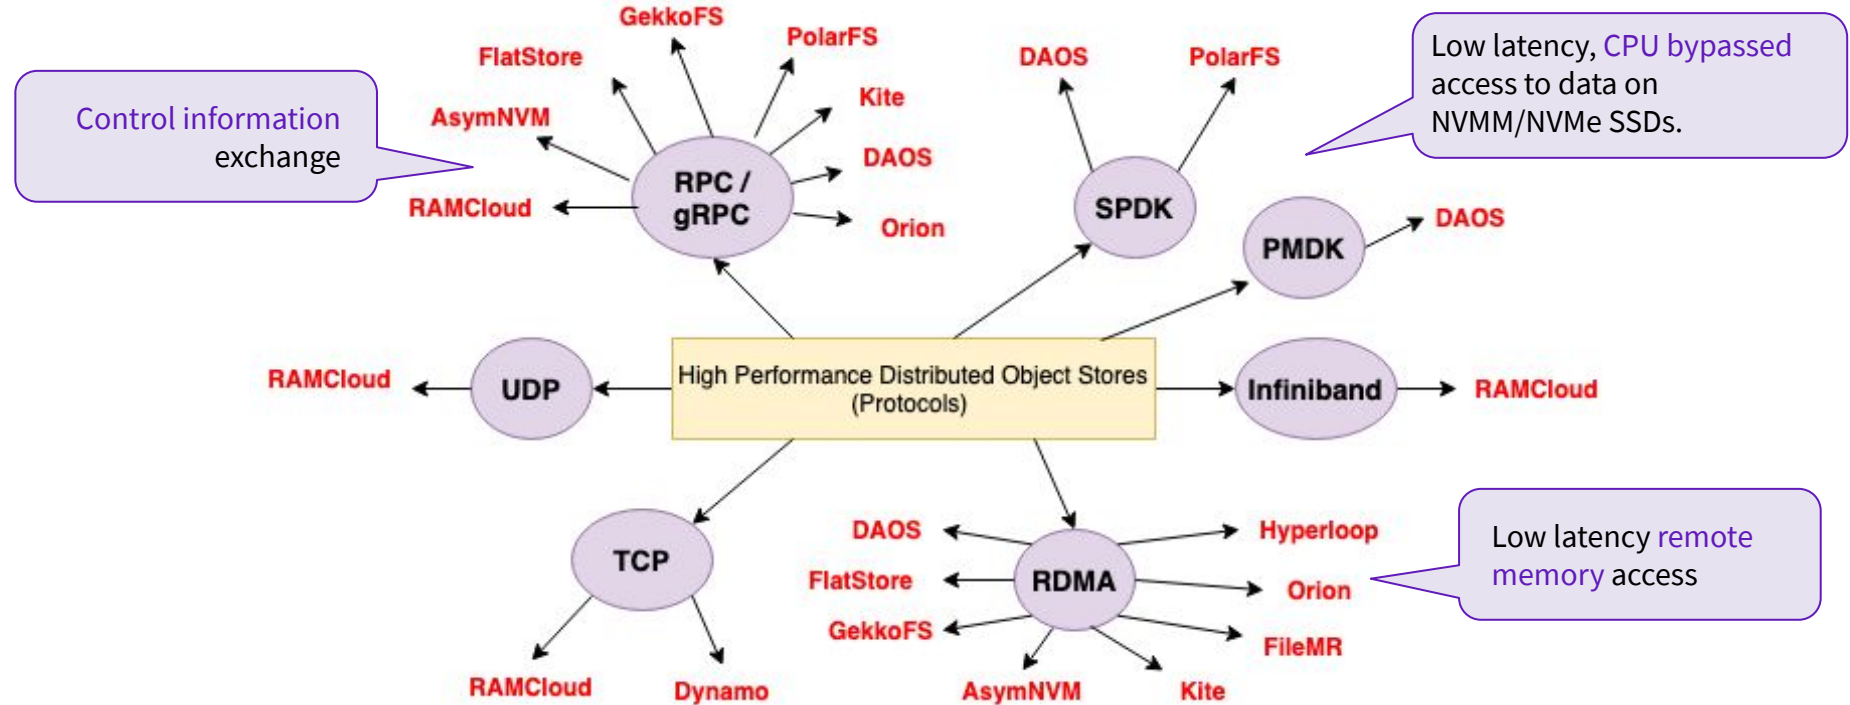 GekkoFS
PolarFS
FlatStore
Kite
AsymNVM
DAOS
RAMCloud
Orion
RPC /
gRPC
Control information
exchange
DAOS
PolarFS
SPDK
Low latency, CPU bypassed
access to data on
NVMM/NVMe SSDs.
PMDK
DAOS
RAMCloud
UDP
High Performance Distributed Object Stores
(Protocols)
Infiniband
RAMCloud
TCP
RAMCloud
Dynamo
DAOS
FlatStore
GekkoFS
AsymNVM
RDMA
Hyperloop
Orion
FileMR
Kite
Low latency remote
memory access